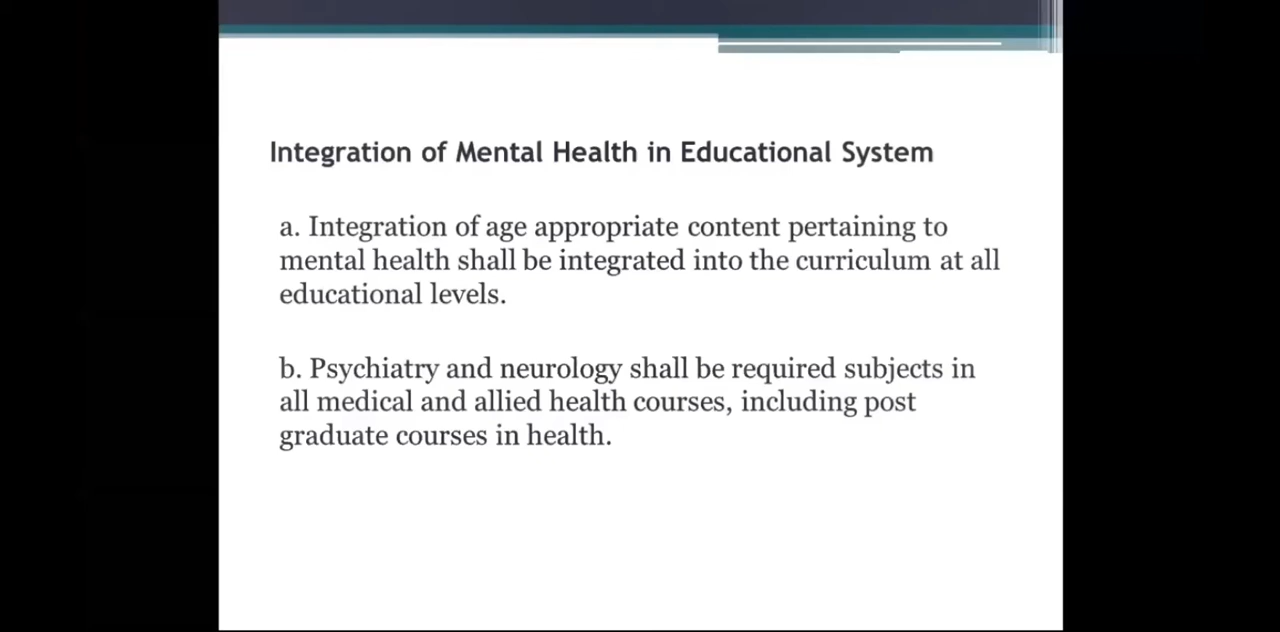 Integration of Mental Health in Educational System
a. Integration of age appropriate content pertaining to
mental health shall be integrated into the curriculum at all
educational levels.
b. Psychiatry and neurology shall be required subjects in
all medical and allied health courses, including post
graduate courses in health.